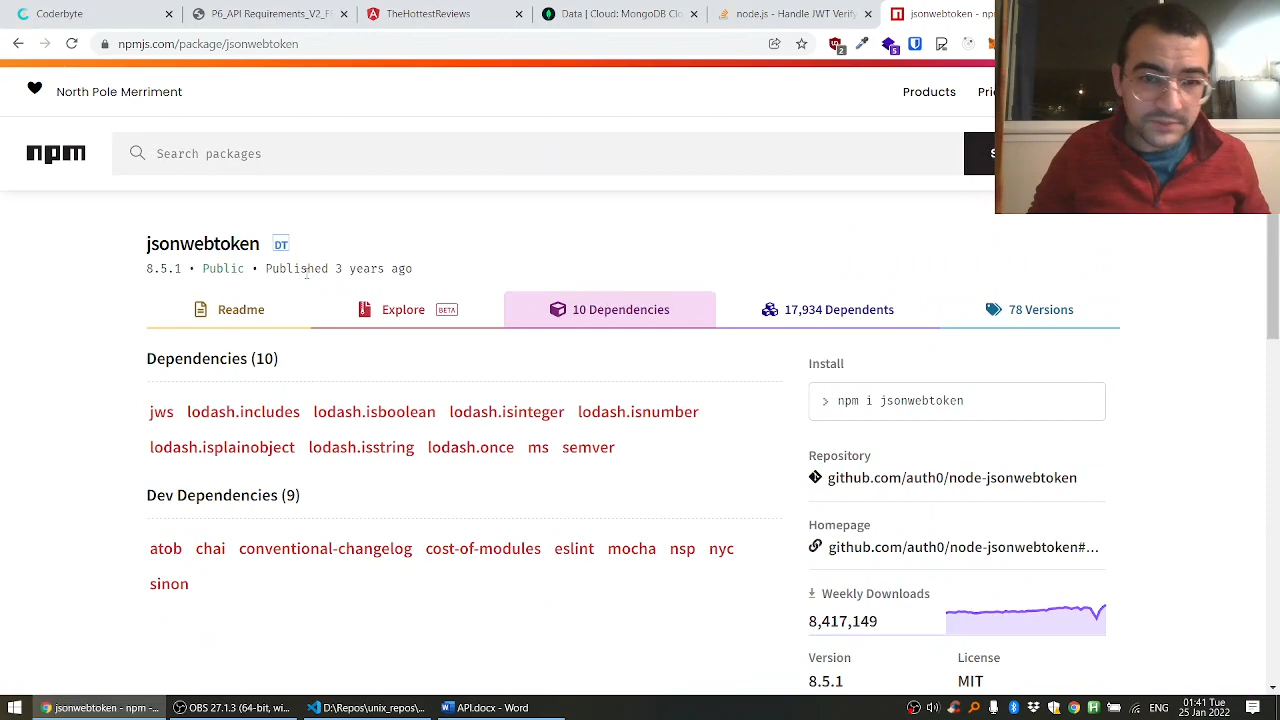 Codebyte
P6_API Requirements_V2_F
TheHottestReviews
Data | Cloud: MongoDB Clo
node.js - Handle JWT Verify
jsonwebtoken - np
npmjs.com/package/jsonwebtoken
2
5
North Pole Merriment
Products
npm
Search packages
jsonwebtoken DT
8.5.1 • Public • Published 3 years ago
Readme
Explore BETA
10 Dependencies
17,934 Dependents
78 Versions
Dependencies (10)
jws lodash.includes lodash.isboolean lodash.isinteger lodash.isnumber
lodash.isplainobject lodash.isstring lodash.once ms semver
Dev Dependencies (9)
atob chai conventional-changelog cost-of-modules eslint mocha nsp nyc
sinon
Install
> npm i jsonwebtoken
Repository
github.com/auth0/node-jsonwebtoken
Homepage
github.com/auth0/node-jsonwebtoken#...
Weekly Downloads
8,417,149
Version
License
8.5.1
MIT
jsonwebtoken - npm -...
OBS 27.1.3 (64-bit, wi...
D:\Repos\unix_repos\...
API.docx - Word
ENG
01:41 Tue
25 Jan 2022